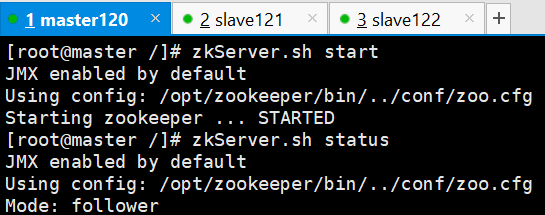 1 master120 × 2 slave121 × 3 slave122 × +
[root@master /]# zkServer.sh start
JMX enabled by default
Using config: /opt/zookeeper/bin/../conf/zoo.cfg
Starting zookeeper ... STARTED
[root@master /]# zkServer.sh status
JMX enabled by default
Using config: /opt/zookeeper/bin/../conf/zoo.cfg
Mode: follower